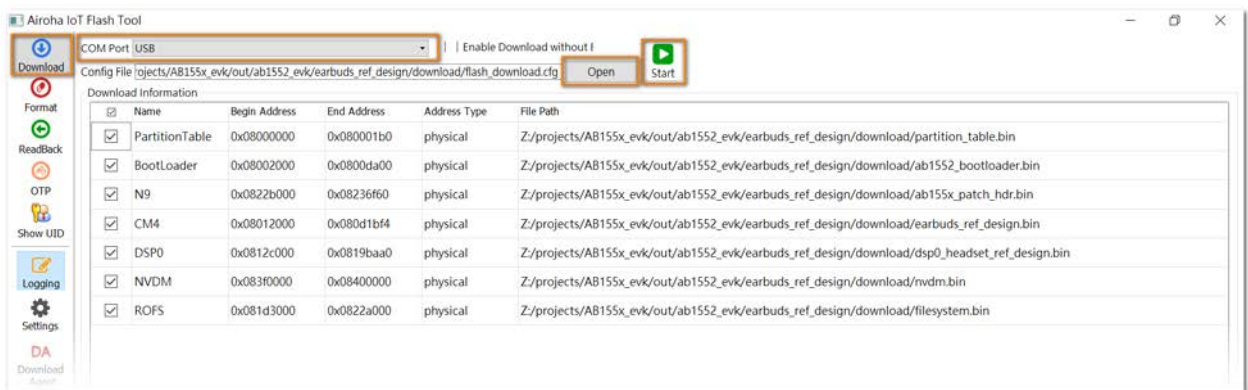 Airoha IoT Flash Tool
Download
COM Port USB
Enable Download without
Start
Config File rojects/AB155x_evk/out/ab1552_evk/earbuds_ref_design/download/flash_download.cfg Open
Download Information
Name Begin Address End Address Address Type File Path
PartitionTable 0x08000000 0x080001b0 physical Z:/projects/AB155x_evk/out/ab1552_evk/earbuds_ref_design/download/partition_table.bin
BootLoader 0x08002000 0x0800da00 physical Z:/projects/AB155x_evk/out/ab1552_evk/earbuds_ref_design/download/ab1552_bootloader.bin
N9 0x0822b000 0x08236f60 physical Z:/projects/AB155x_evk/out/ab1552_evk/earbuds_ref_design/download/ab155x_patch_hdr.bin
CM4 0x08012000 0x080d1bf4 physical Z:/projects/AB155x_evk/out/ab1552_evk/earbuds_ref_design/download/earbuds_ref_design.bin
DSP0 0x0812c000 0x0819baa0 physical Z:/projects/AB155x_evk/out/ab1552_evk/earbuds_ref_design/download/dsp0_headset_ref_design.bin
NVDM 0x083f0000 0x08400000 physical Z:/projects/AB155x_evk/out/ab1552_evk/earbuds_ref_design/download/nvdm.bin
ROFS 0x081d3000 0x0822a000 physical Z:/projects/AB155x_evk/out/ab1552_evk/earbuds_ref_design/download/filesystem.bin
Format
ReadBack
OTP
Show UID
Logging
Settings
DA
Download
Agent